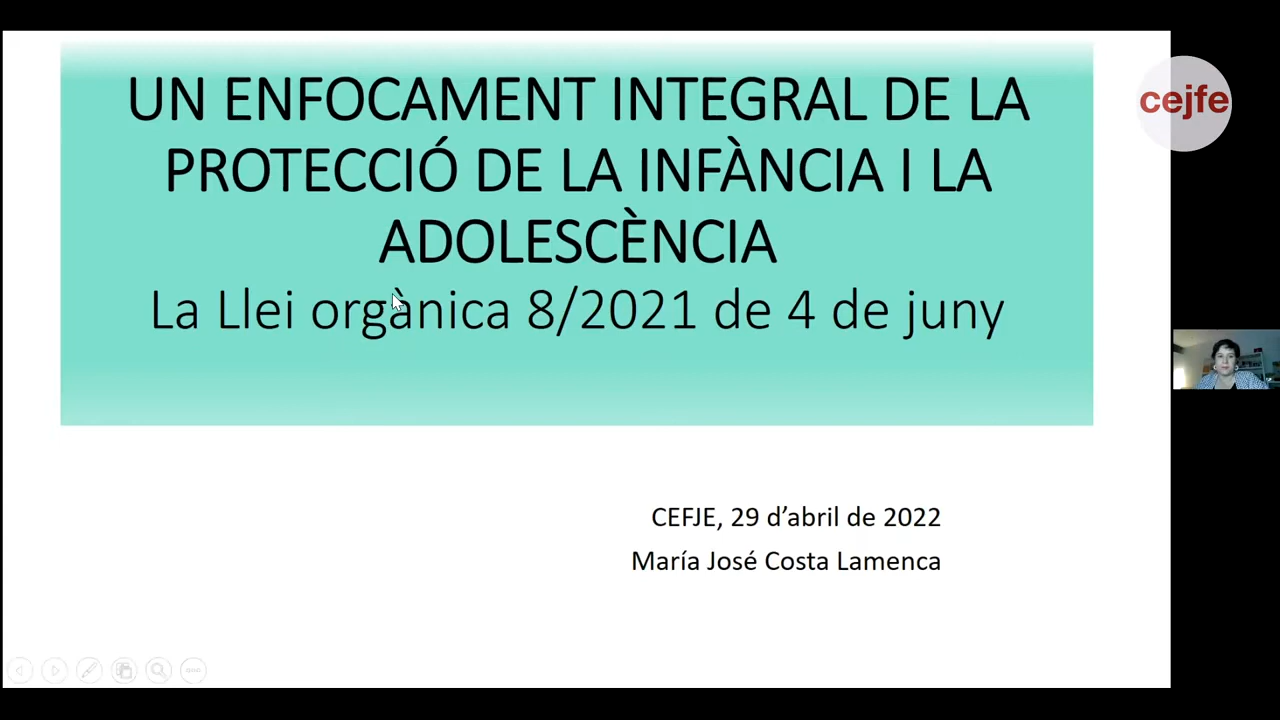 UN ENFOCAMENT INTEGRAL DE LA
PROTECCIÓ DE LA INFÀNCIA I LA
ADOLESCÈNCIA
La Llei orgànica 8/2021 de 4 de juny
cejfe
CEFJE, 29 d'abril de 2022
María José Costa Lamenca